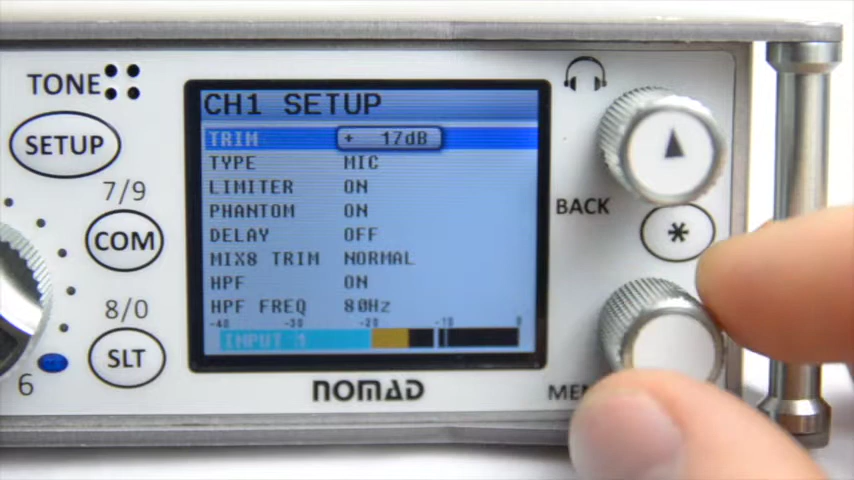 TONE
SETUP
7/9
COM
8/0
SLT
6
CH1 SETUP
TRIM + 17dB
TYPE MIC
LIMITER ON
PHANTOM ON
DELAY OFF
MIX8 TRIM NORMAL
HPF ON
HPF FREQ 80Hz
-40 -30 -20 -10 0
INPUT 1
NOMAD
BACK
*